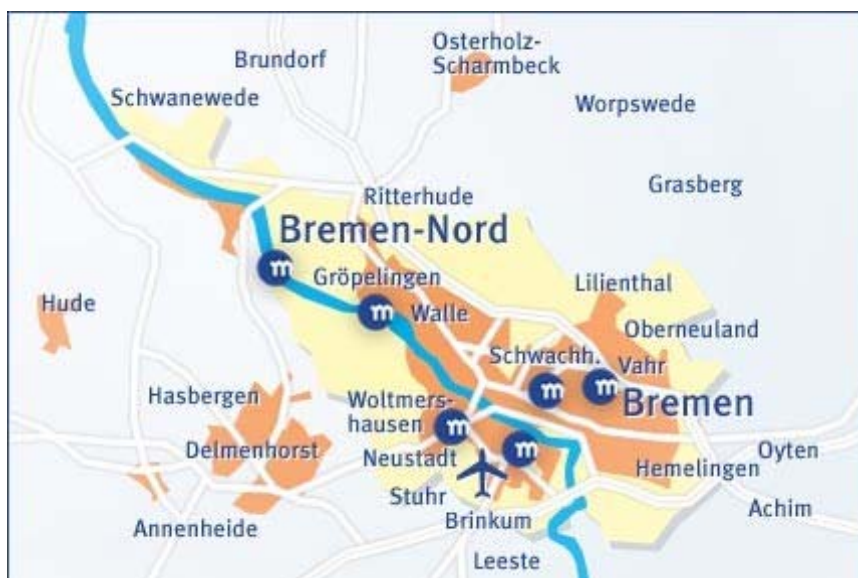 Osterholz-
Scharmbeck
Brundorf
Schwanewede
Worpswede
Grasberg
Ritterhude
Bremen-Nord
Gröpelingen
Lilienthal
Hude
Walle
Oberneuland
Schwachh.
Vahr
Hasbergen
Woltmers-
hausen
Bremen
Delmenhorst
Neustadt
Oyten
Hemelingen
Stuhr
Achim
Annenheide
Brinkum
Leeste
m
m
m
m
m
m